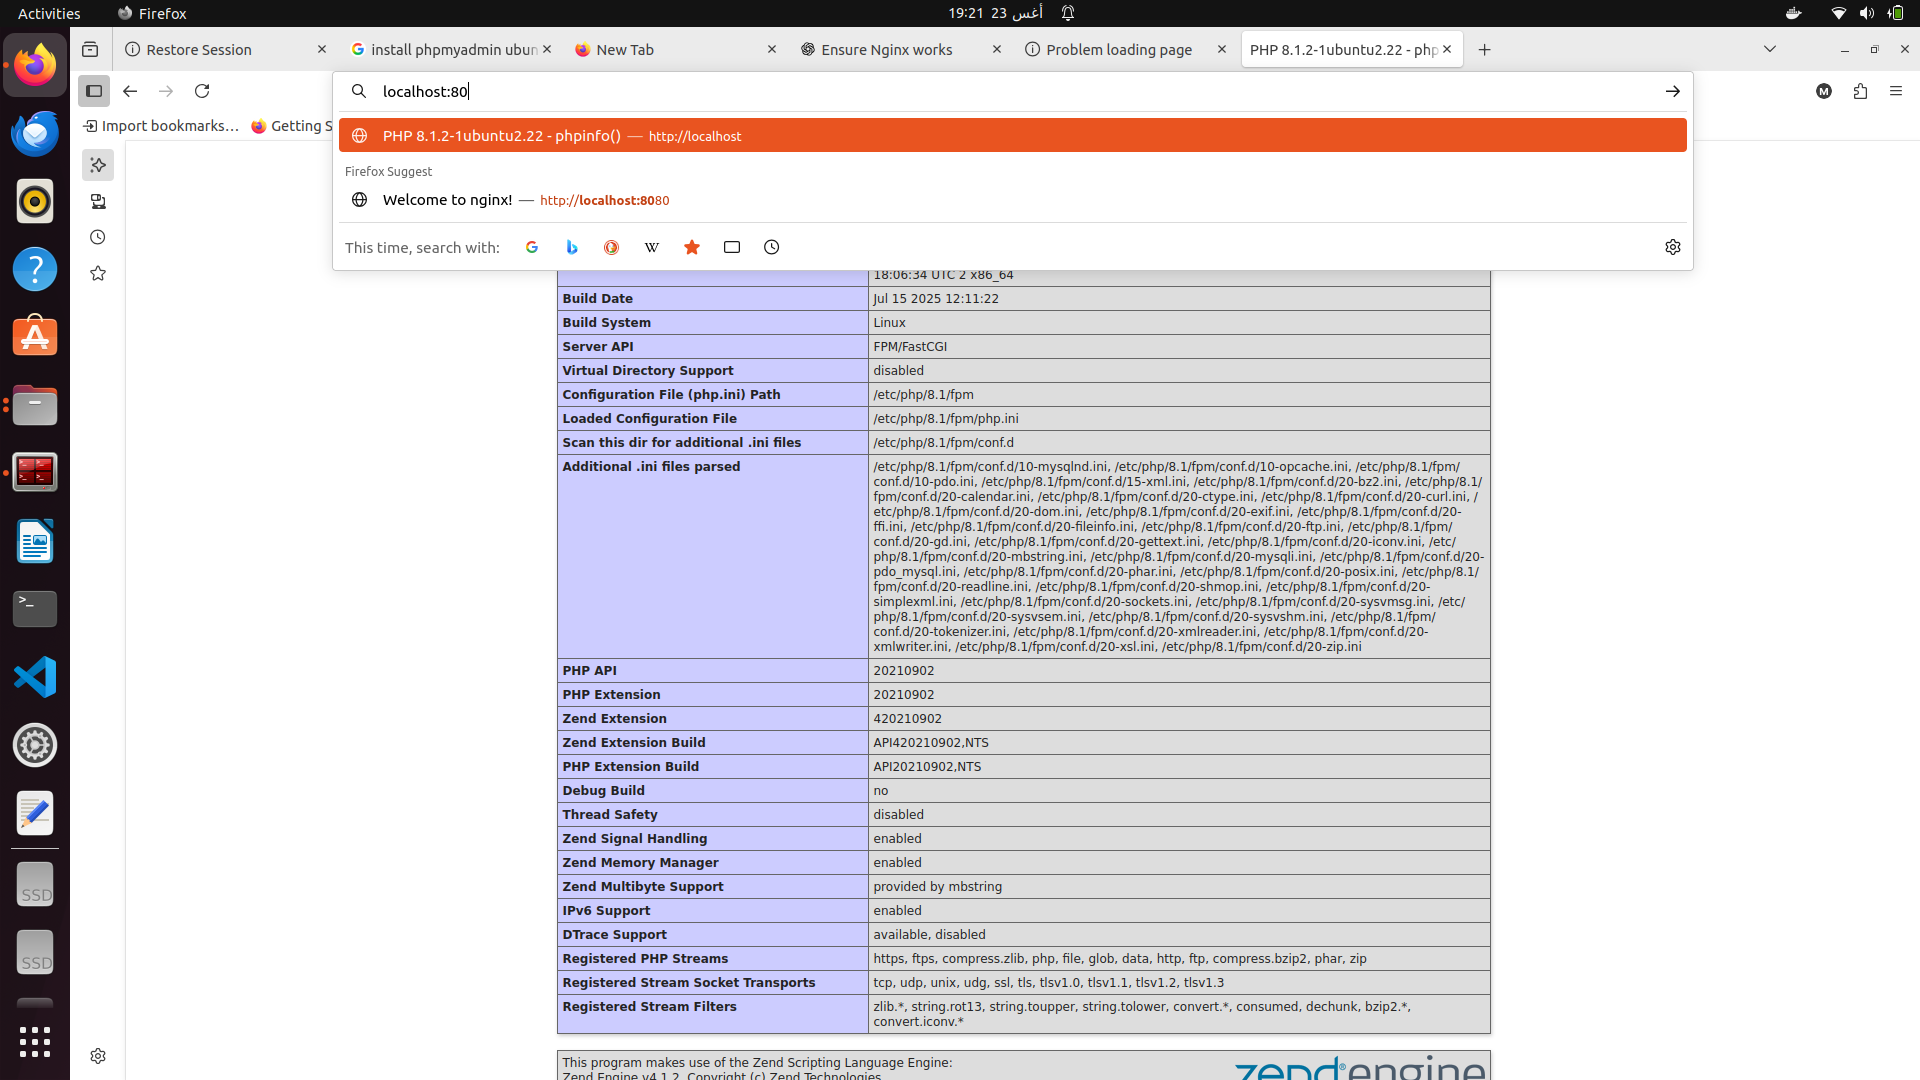 Activities
Firefox
19:21 23 أغس
Restore Session
install phpmyadmin ubun
New Tab
Ensure Nginx works
Problem loading page
PHP 8.1.2-1ubuntu2.22 - php
localhost:80
M
PHP 8.1.2-1ubuntu2.22 - phpinfo() — http://localhost
Import bookmarks…
Getting S
Firefox Suggest
Welcome to nginx! — http://localhost:8080
This time, search with:
18:06:34 UTC 2 x86_64
Build Date Jul 15 2025 12:11:22
Build System Linux
Server API FPM/FastCGI
Virtual Directory Support disabled
Configuration File (php.ini) Path /etc/php/8.1/fpm
Loaded Configuration File /etc/php/8.1/fpm/php.ini
Scan this dir for additional .ini files /etc/php/8.1/fpm/conf.d
Additional .ini files parsed /etc/php/8.1/fpm/conf.d/10-mysqlnd.ini, /etc/php/8.1/fpm/conf.d/10-opcache.ini, /etc/php/8.1/fpm/
conf.d/10-pdo.ini, /etc/php/8.1/fpm/conf.d/15-xml.ini, /etc/php/8.1/fpm/conf.d/20-bz2.ini, /etc/php/8.1/
fpm/conf.d/20-calendar.ini, /etc/php/8.1/fpm/conf.d/20-ctype.ini, /etc/php/8.1/fpm/conf.d/20-curl.ini, /
etc/php/8.1/fpm/conf.d/20-dom.ini, /etc/php/8.1/fpm/conf.d/20-exif.ini, /etc/php/8.1/fpm/conf.d/20-
ffi.ini, /etc/php/8.1/fpm/conf.d/20-fileinfo.ini, /etc/php/8.1/fpm/conf.d/20-ftp.ini, /etc/php/8.1/fpm/
conf.d/20-gd.ini, /etc/php/8.1/fpm/conf.d/20-gettext.ini, /etc/php/8.1/fpm/conf.d/20-iconv.ini, /etc/
php/8.1/fpm/conf.d/20-mbstring.ini, /etc/php/8.1/fpm/conf.d/20-mysqli.ini, /etc/php/8.1/fpm/conf.d/20-
pdo_mysql.ini, /etc/php/8.1/fpm/conf.d/20-phar.ini, /etc/php/8.1/fpm/conf.d/20-posix.ini, /etc/php/8.1/
fpm/conf.d/20-readline.ini, /etc/php/8.1/fpm/conf.d/20-shmop.ini, /etc/php/8.1/fpm/conf.d/20-
simplexml.ini, /etc/php/8.1/fpm/conf.d/20-sockets.ini, /etc/php/8.1/fpm/conf.d/20-sysvmsg.ini, /etc/
php/8.1/fpm/conf.d/20-sysvsem.ini, /etc/php/8.1/fpm/conf.d/20-sysvshm.ini, /etc/php/8.1/fpm/
conf.d/20-tokenizer.ini, /etc/php/8.1/fpm/conf.d/20-xmlreader.ini, /etc/php/8.1/fpm/conf.d/20-
xmlwriter.ini, /etc/php/8.1/fpm/conf.d/20-xsl.ini, /etc/php/8.1/fpm/conf.d/20-zip.ini
PHP API 20210902
PHP Extension 20210902
Zend Extension 420210902
Zend Extension Build API420210902,NTS
PHP Extension Build API20210902,NTS
Debug Build no
Thread Safety disabled
Zend Signal Handling enabled
Zend Memory Manager enabled
Zend Multibyte Support provided by mbstring
IPv6 Support enabled
DTrace Support available, disabled
Registered PHP Streams https, ftps, compress.zlib, php, file, glob, data, http, ftp, compress.bzip2, phar, zip
Registered Stream Socket Transports tcp, udp, unix, udg, ssl, tls, tlsv1.0, tlsv1.1, tlsv1.2, tlsv1.3
Registered Stream Filters zlib.*, string.rot13, string.toupper, string.tolower, convert.*, consumed, dechunk, bzip2.*,
convert.iconv.*
This program makes use of the Zend Scripting Language Engine:
Zend Engine v4.1.2, Copyright (c) Zend Technologies
zend engine
SSD
SSD